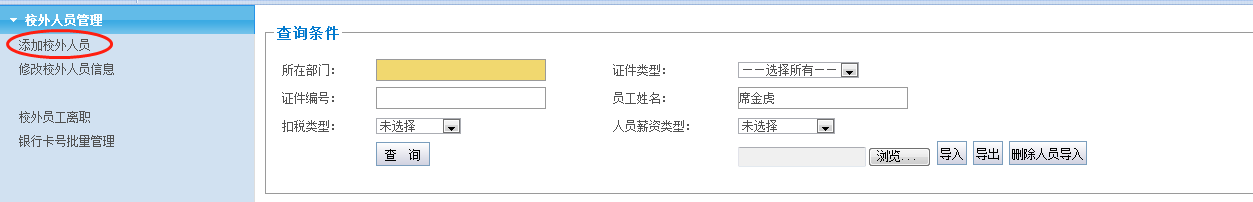 校外人员管理
添加校外人员
修改校外人员信息
校外员工离职
银行卡号批量管理
查询条件
所在部门： 证件类型： －－选择所有－－
证件编号： 员工姓名： 席金虎
扣税类型： 未选择 人员薪资类型： 未选择
查 询 浏览... 导入 导出 删除人员导入